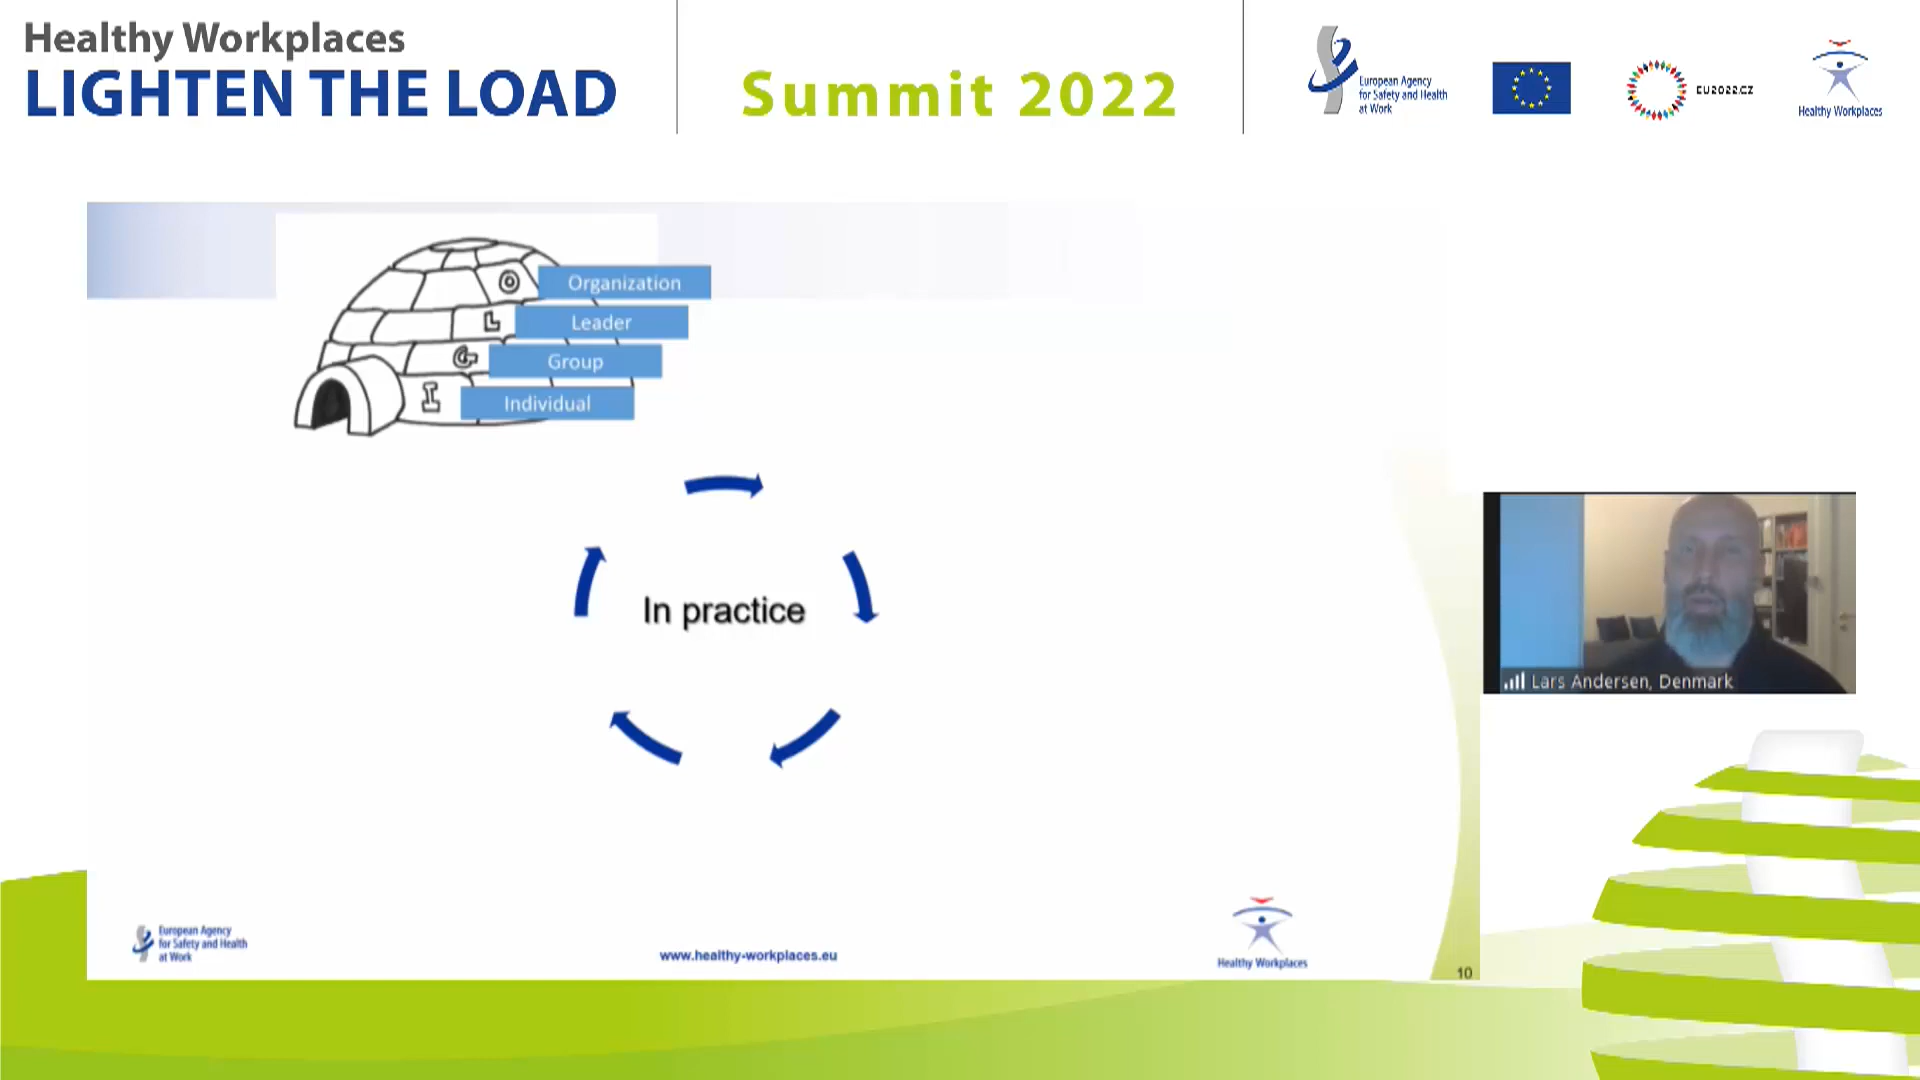 Healthy Workplaces
LIGHTEN THE LOAD
Summit 2022
European Agency
for Safety and Health
at Work
EU2022.CZ
Healthy Workplaces
O
Organization
L
Leader
G
Group
I
Individual
In practice
Lars Andersen, Denmark
European Agency
for Safety and Health
at Work
www.healthy-workplaces.eu
Healthy Workplaces
10